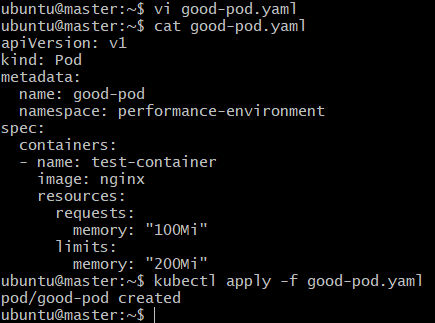 ubuntu@master:~$ vi good-pod.yaml
ubuntu@master:~$ cat good-pod.yaml
apiVersion: v1
kind: Pod
metadata:
  name: good-pod
  namespace: performance-environment
spec:
  containers:
  - name: test-container
    image: nginx
    resources:
      requests:
        memory: "100Mi"
      limits:
        memory: "200Mi"
ubuntu@master:~$ kubectl apply -f good-pod.yaml
pod/good-pod created
ubuntu@master:~$